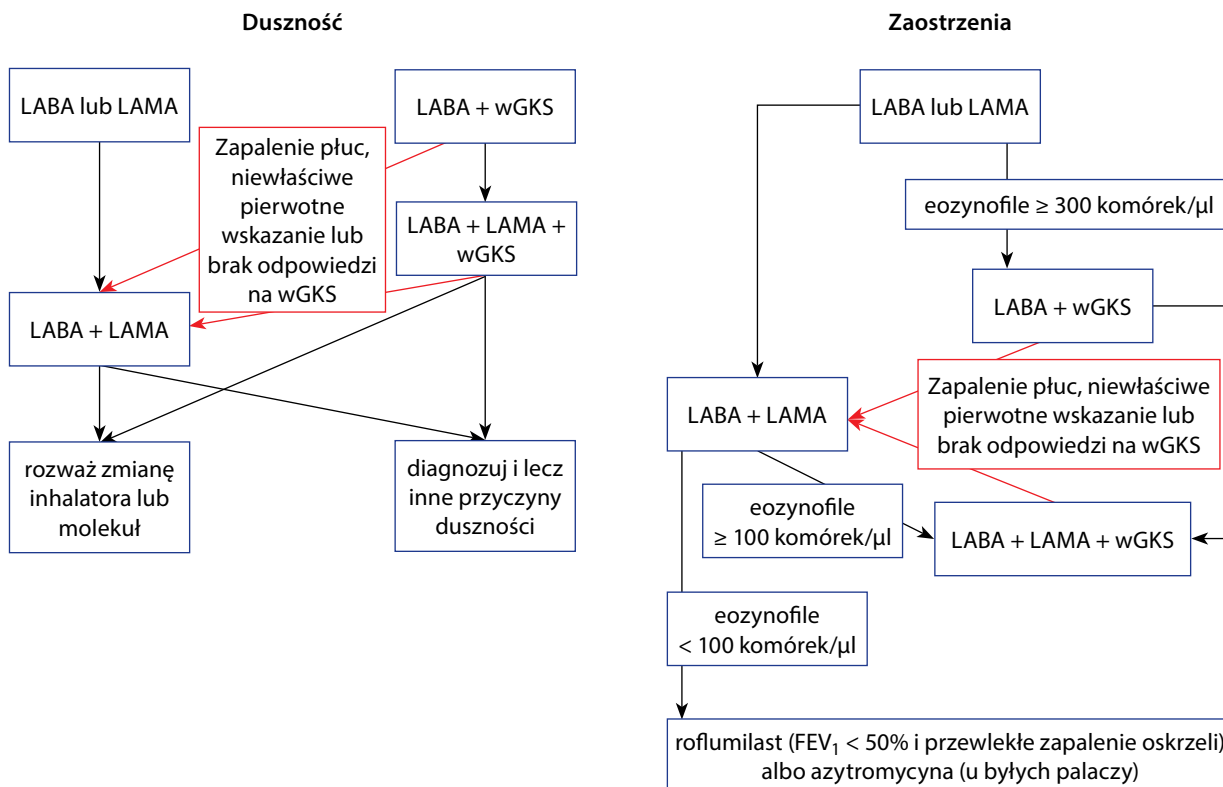 Duszność
LABA lub LAMA
LABA + wGKS
Zapalenie płuc,
niewłaściwe
pierwotne
wskazanie lub
brak odpowiedzi
na wGKS
LABA + LAMA +
wGKS
LABA + LAMA
rozważ zmianę
inhalatora lub
molekuł
diagnozuj i lecz
inne przyczyny
duszności
Zaostrzenia
LABA lub LAMA
eozynofile ≥ 300 komórek/µl
LABA + wGKS
LABA + LAMA
Zapalenie płuc, niewłaściwe
pierwotne wskazanie lub
brak odpowiedzi na wGKS
eozynofile
≥ 100 komórek/µl
LABA + LAMA + wGKS
eozynofile
< 100 komórek/µl
roflumilast (FEV₁ < 50% i przewlekłe zapalenie oskrzeli)
albo azytromycyna (u byłych palaczy)